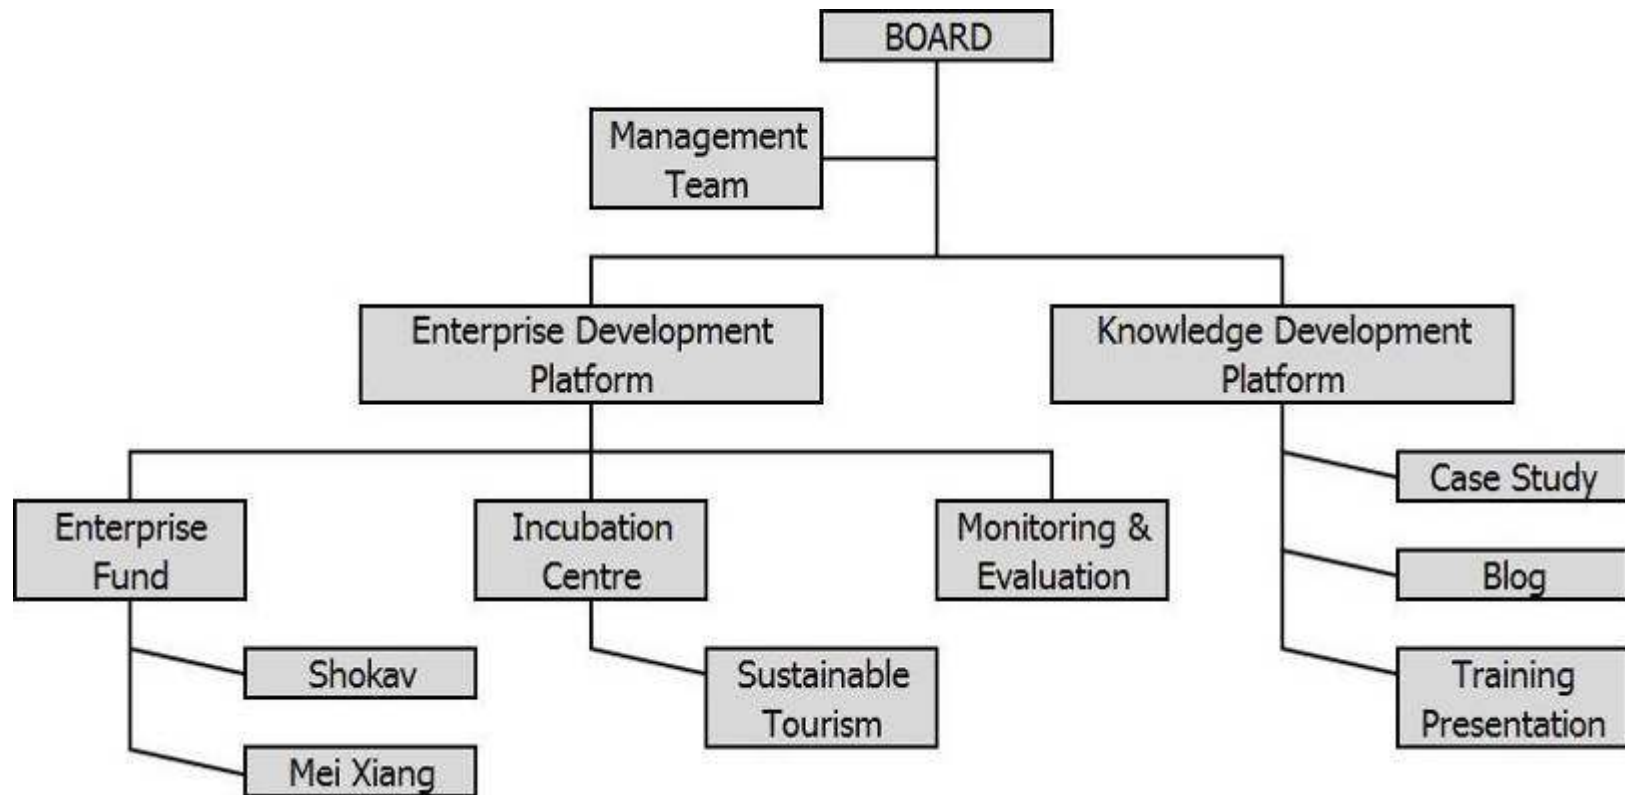 BOARD
Management
Team
Enterprise Development
Platform
Knowledge Development
Platform
Enterprise
Fund
Incubation
Centre
Monitoring &
Evaluation
Case Study
Blog
Training
Presentation
Shokav
Mei Xiang
Sustainable
Tourism